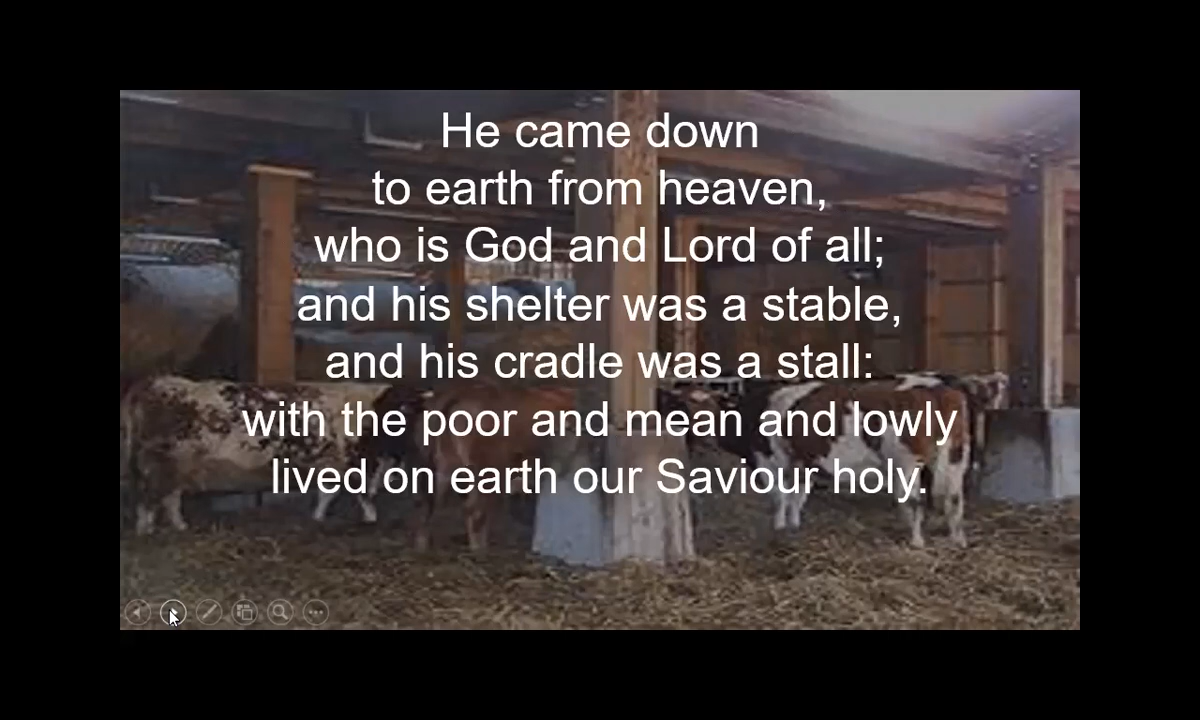 He came down
to earth from heaven,
who is God and Lord of all;
and his shelter was a stable,
and his cradle was a stall:
with the poor and mean and lowly
lived on earth our Saviour holy.